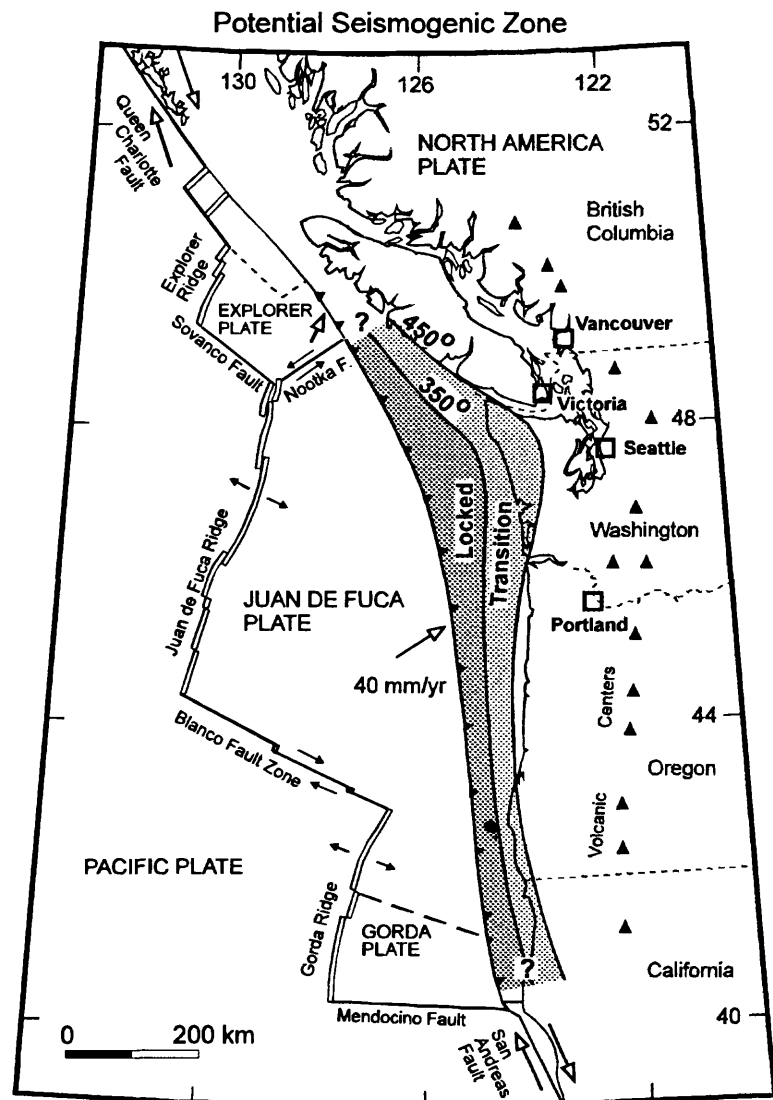 Potential Seismogenic Zone
130
126
122
52
Queen
Charlotte
Fault
NORTH AMERICA
PLATE
British
Columbia
Explorer
Ridge
EXPLORER
PLATE
?
450°
Vancouver
Sovanco Fault
Nootka F.
350°
Victoria
48
Seattle
Locked
Transition
Washington
Juan de Fuca Ridge
JUAN DE FUCA
PLATE
Portland
40 mm/yr
Centers
44
Blanco Fault Zone
Oregon
Volcanic
PACIFIC PLATE
Gorda Ridge
GORDA
PLATE
?
California
Mendocino Fault
40
0
200 km
San
Andreas
Fault